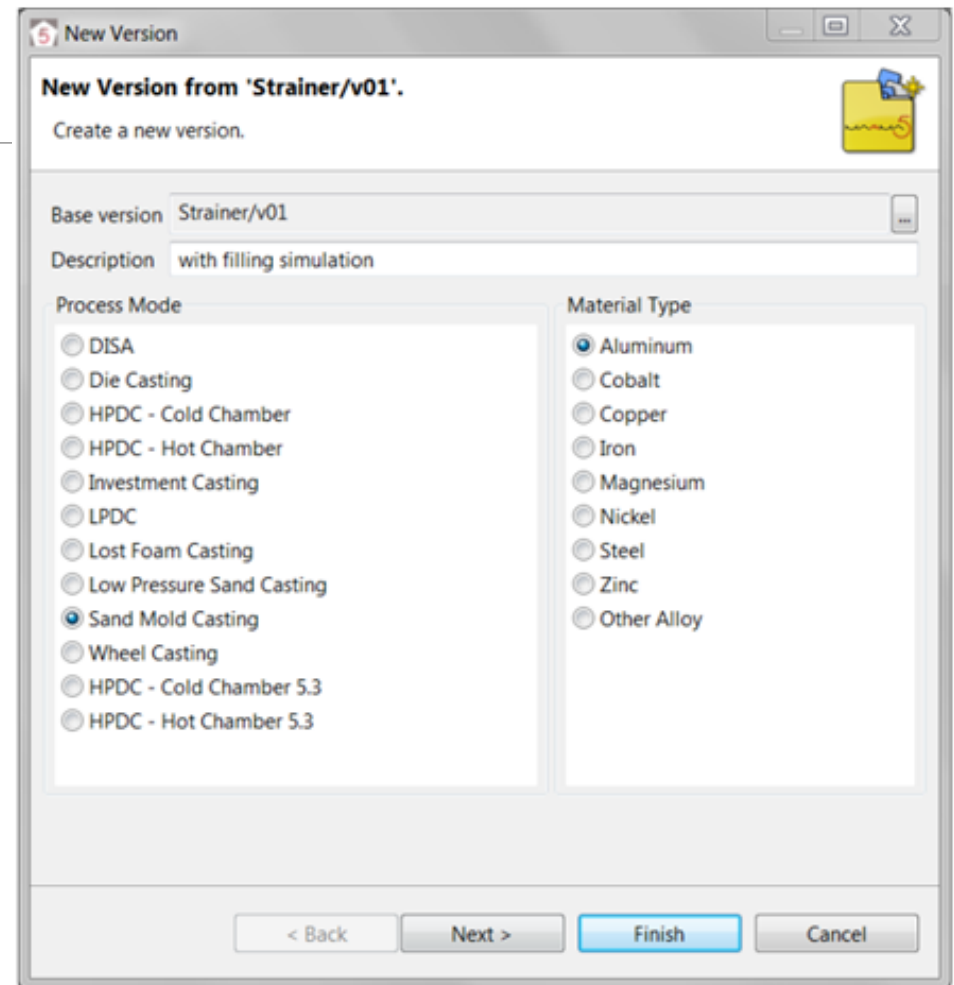 5 New Version
New Version from 'Strainer/v01'.
Create a new version.
5
Base version Strainer/v01 ...
Description with filling simulation
Process Mode
DISA
Die Casting
HPDC - Cold Chamber
HPDC - Hot Chamber
Investment Casting
LPDC
Lost Foam Casting
Low Pressure Sand Casting
Sand Mold Casting
Wheel Casting
HPDC - Cold Chamber 5.3
HPDC - Hot Chamber 5.3
Material Type
Aluminum
Cobalt
Copper
Iron
Magnesium
Nickel
Steel
Zinc
Other Alloy
< Back Next > Finish Cancel